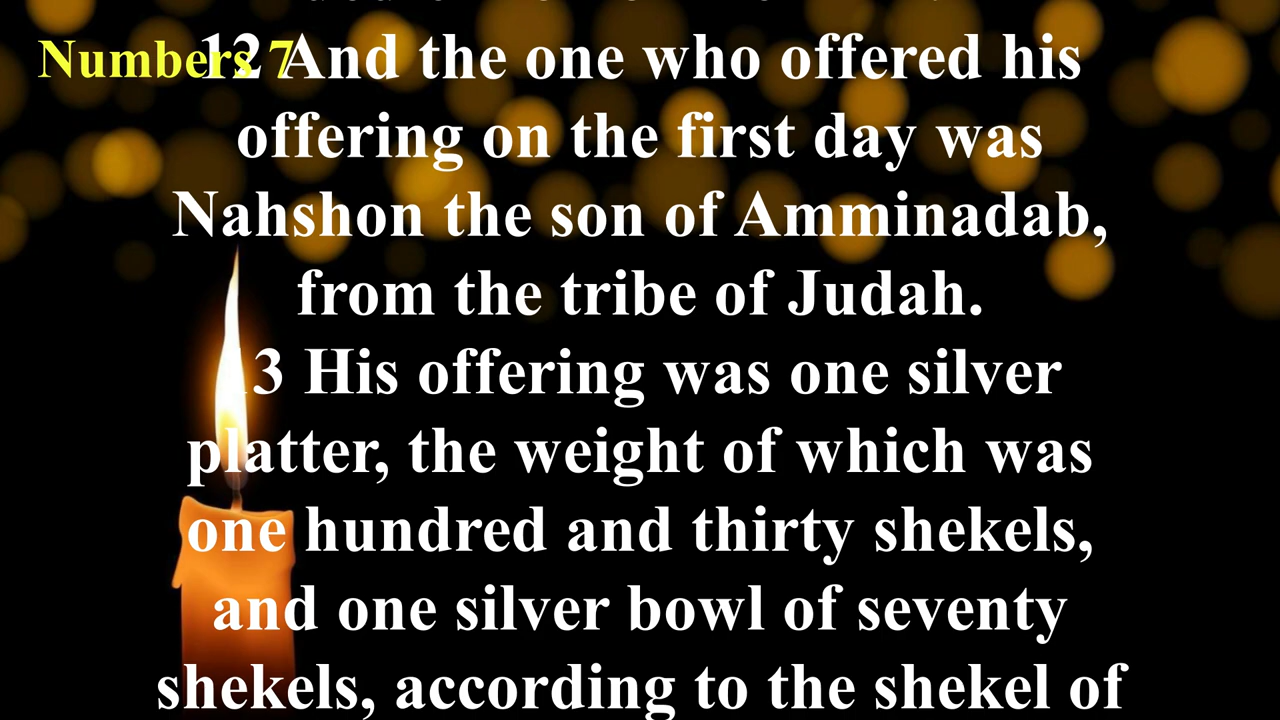 Numbers 7
12 And the one who offered his
offering on the first day was
Nahshon the son of Amminadab,
from the tribe of Judah.
13 His offering was one silver
platter, the weight of which was
one hundred and thirty shekels,
and one silver bowl of seventy
shekels, according to the shekel of